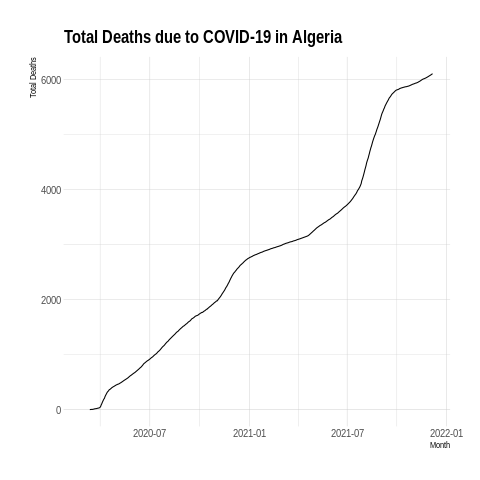 Total Deaths due to COVID-19 in Algeria
Total Deaths
6000
4000
2000
0
2020-07 2021-01 2021-07 2022-01
Month